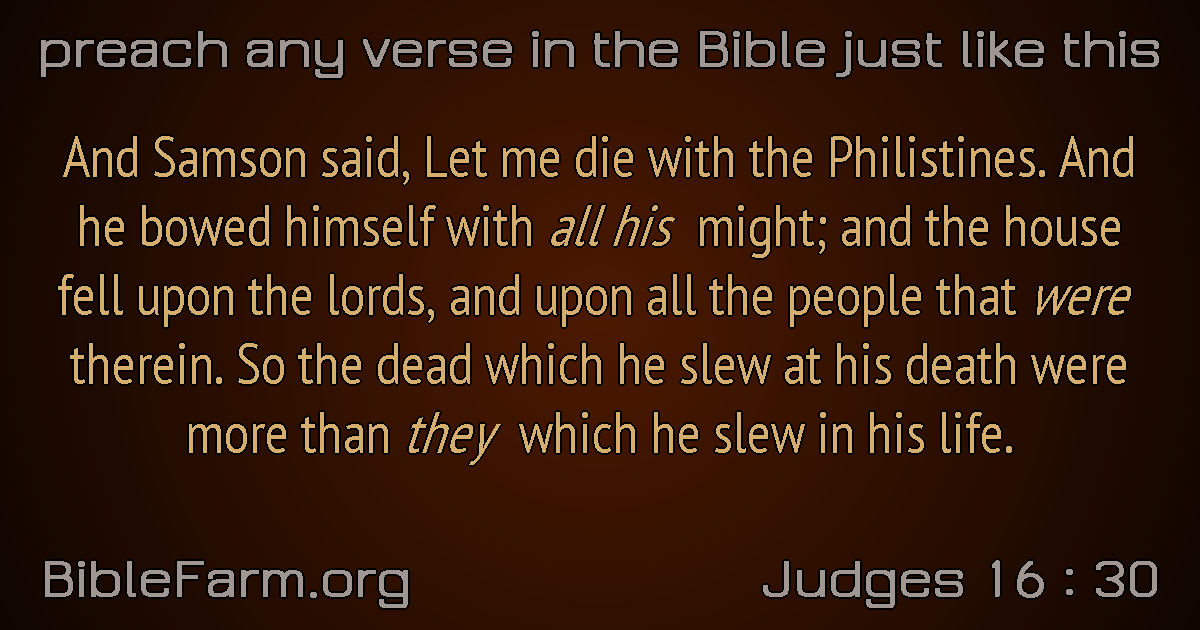 preach any verse in the Bible just like this
And Samson said, Let me die with the Philistines. And
he bowed himself with all his might; and the house
fell upon the lords, and upon all the people that were
therein. So the dead which he slew at his death were
more than they which he slew in his life.
BibleFarm.org
Judges 16 : 30